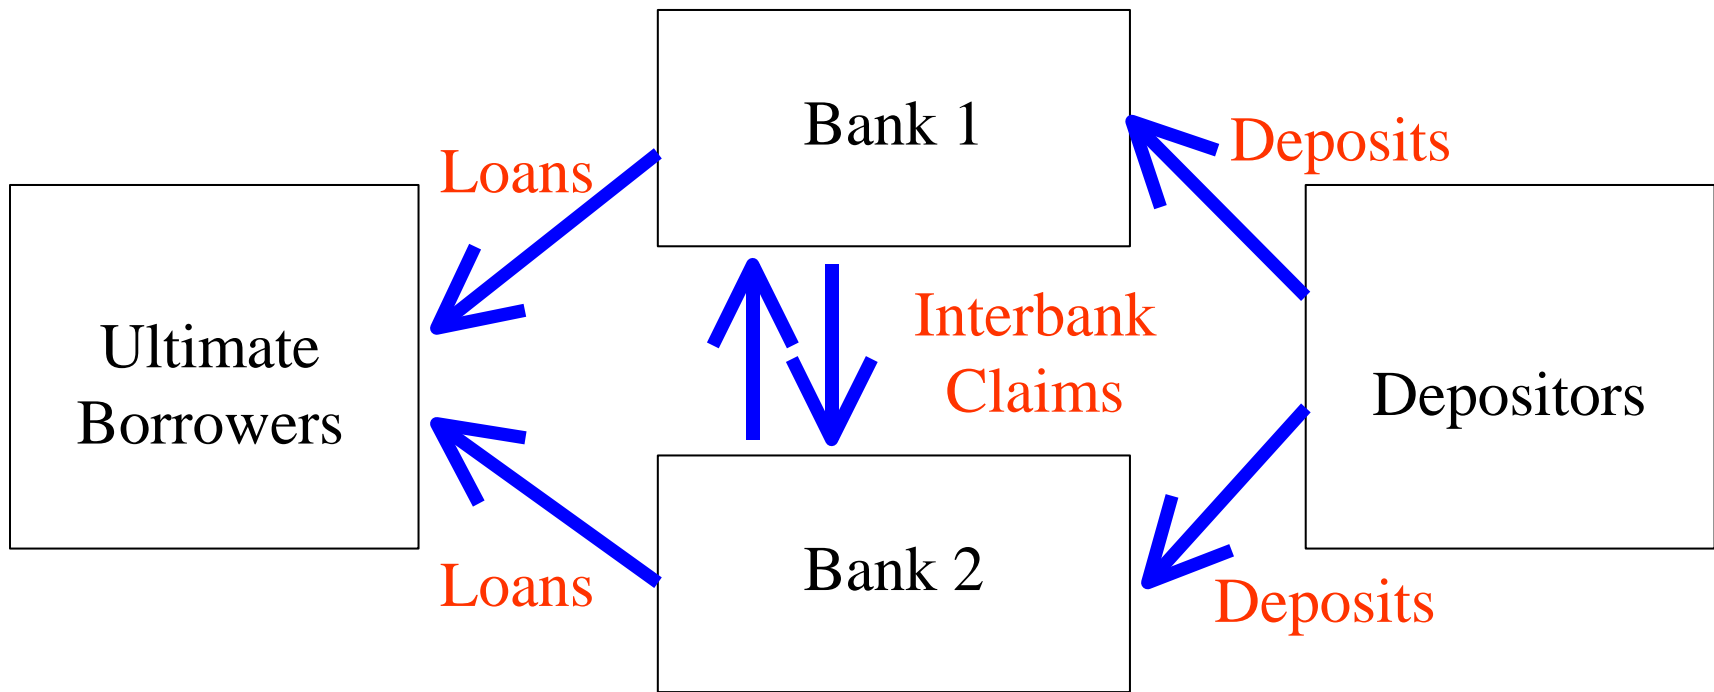 Bank 1
Deposits
Loans
Interbank
Claims
Ultimate
Borrowers
Depositors
Bank 2
Loans
Deposits